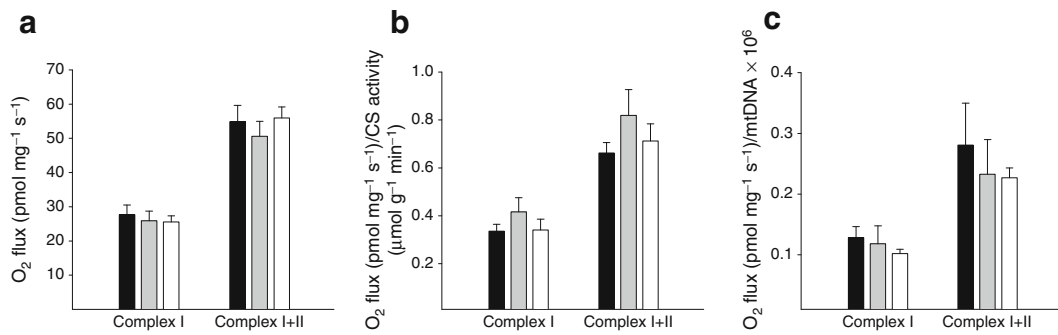 a
O₂ flux (pmol mg⁻¹ s⁻¹)
70
60
50
40
30
20
10
Complex I
Complex I+II
b
O₂ flux (pmol mg⁻¹ s⁻¹)/CS activity
(μmol g⁻¹ min⁻¹)
1.0
0.8
0.6
0.4
0.2
Complex I
Complex I+II
c
O₂ flux (pmol mg⁻¹ s⁻¹)/mtDNA × 10⁶
0.4
0.3
0.2
0.1
Complex I
Complex I+II